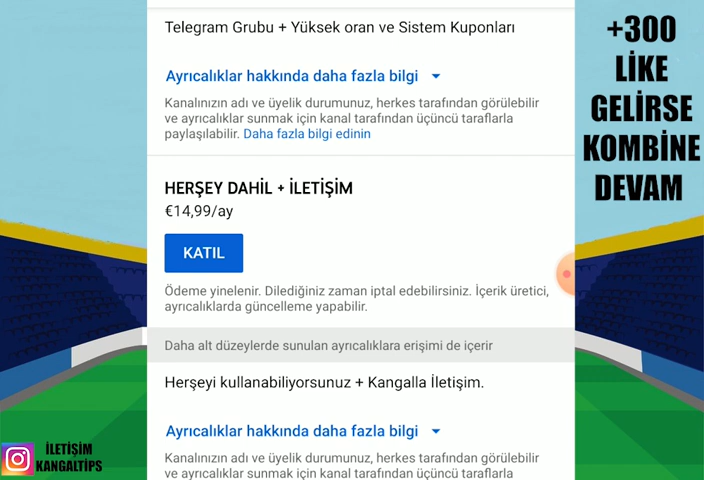 Telegram Grubu + Yüksek oran ve Sistem Kuponları
Ayrıcalıklar hakkında daha fazla bilgi
Kanalınızın adı ve üyelik durumunuz, herkes tarafından görülebilir
ve ayrıcalıklar sunmak için kanal tarafından üçüncü taraflarla
paylaşılabilir. Daha fazla bilgi edinin
HERŞEY DAHİL + İLETİŞİM
€14,99/ay
KATIL
Ödeme yinelenir. Dilediğiniz zaman iptal edebilirsiniz. İçerik üretici,
ayrıcalıklarda güncelleme yapabilir.
Daha alt düzeylerde sunulan ayrıcalıklara erişimi de içerir
Herşeyi kullanabiliyorsunuz + Kangalla İletişim.
Ayrıcalıklar hakkında daha fazla bilgi
Kanalınızın adı ve üyelik durumunuz, herkes tarafından görülebilir
ve ayrıcalıklar sunmak için kanal tarafından üçüncü taraflarla
+300
LİKE
GELİRSE
KOMBİNE
DEVAM
İLETİŞİM
KANGALTİPS